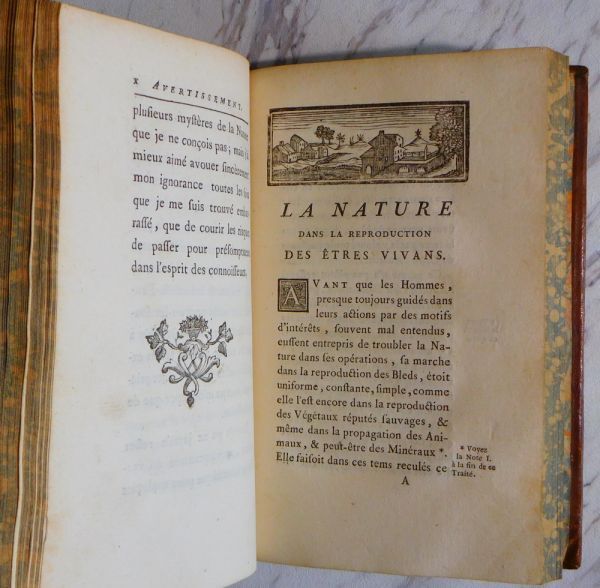 x AVERTISSEMENT.
plusieurs mystères de la Nature
que je ne conçois pas; mais j'ai
mieux aimé avouer sincèrement
mon ignorance toutes les fois
que je me suis trouvé embar-
rassé, que de courir les risques
de passer pour présomptueux
dans l'esprit des connoisseurs.
LA NATURE
DANS LA REPRODUCTION
DES ÊTRES VIVANS.
AVANT que les Hommes,
presque toujours guidés dans
leurs actions par des motifs
d'intérêts, souvent mal entendus,
eussent entrepris de troubler la Na-
ture dans ses opérations, sa marche
dans la reproduction des Bleds, étoit
uniforme, constante, simple, comme
elle l'est encore dans la reproduction
des Végétaux réputés sauvages, &
même dans la propagation des Ani-
maux, & peut-être des Minéraux *.
Elle faisoit dans ces tems reculés ce
* Voyez
la Note I.
à la fin de ce
Traité.
A